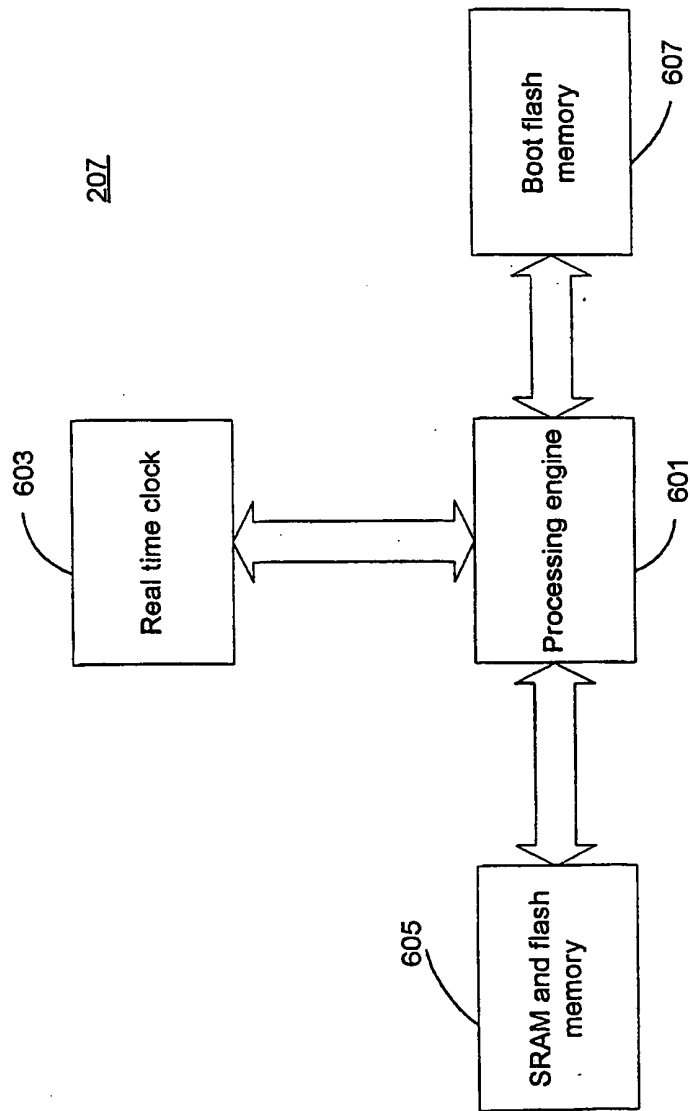 207
603
Real time clock
605
SRAM and flash
memory
Processing engine
601
Boot flash
memory
607